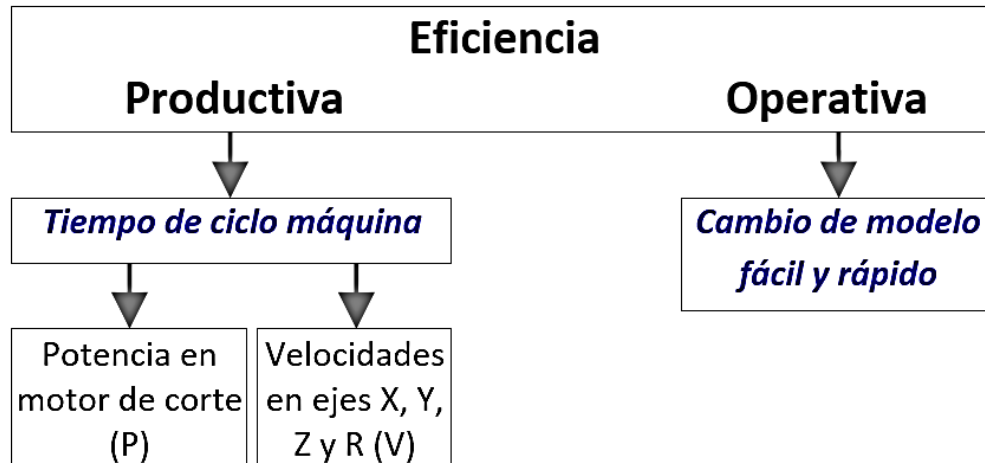 Eficiencia
Productiva
Operativa
Tiempo de ciclo máquina
Cambio de modelo
fácil y rápido
Potencia en
motor de corte
(P)
Velocidades
en ejes X, Y,
Z y R (V)